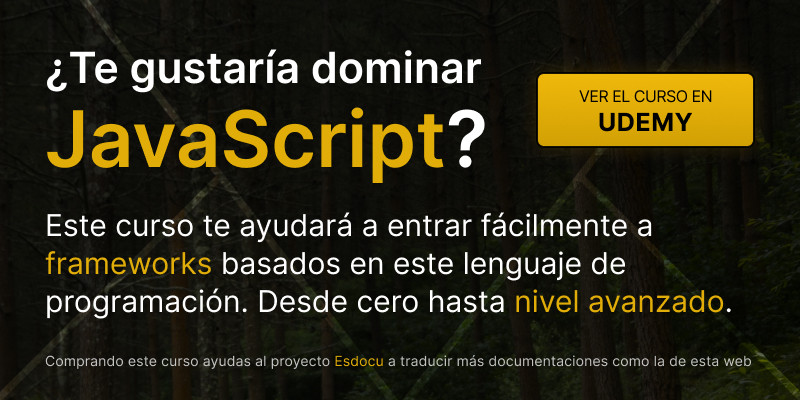 ¿Te gustaría dominar
JavaScript?
VER EL CURSO EN
UDEMY
Este curso te ayudará a entrar fácilmente a
frameworks basados en este lenguaje de
programación. Desde cero hasta nivel avanzado.
Comprando este curso ayudas al proyecto Esdocu a traducir más documentaciones como la de esta web